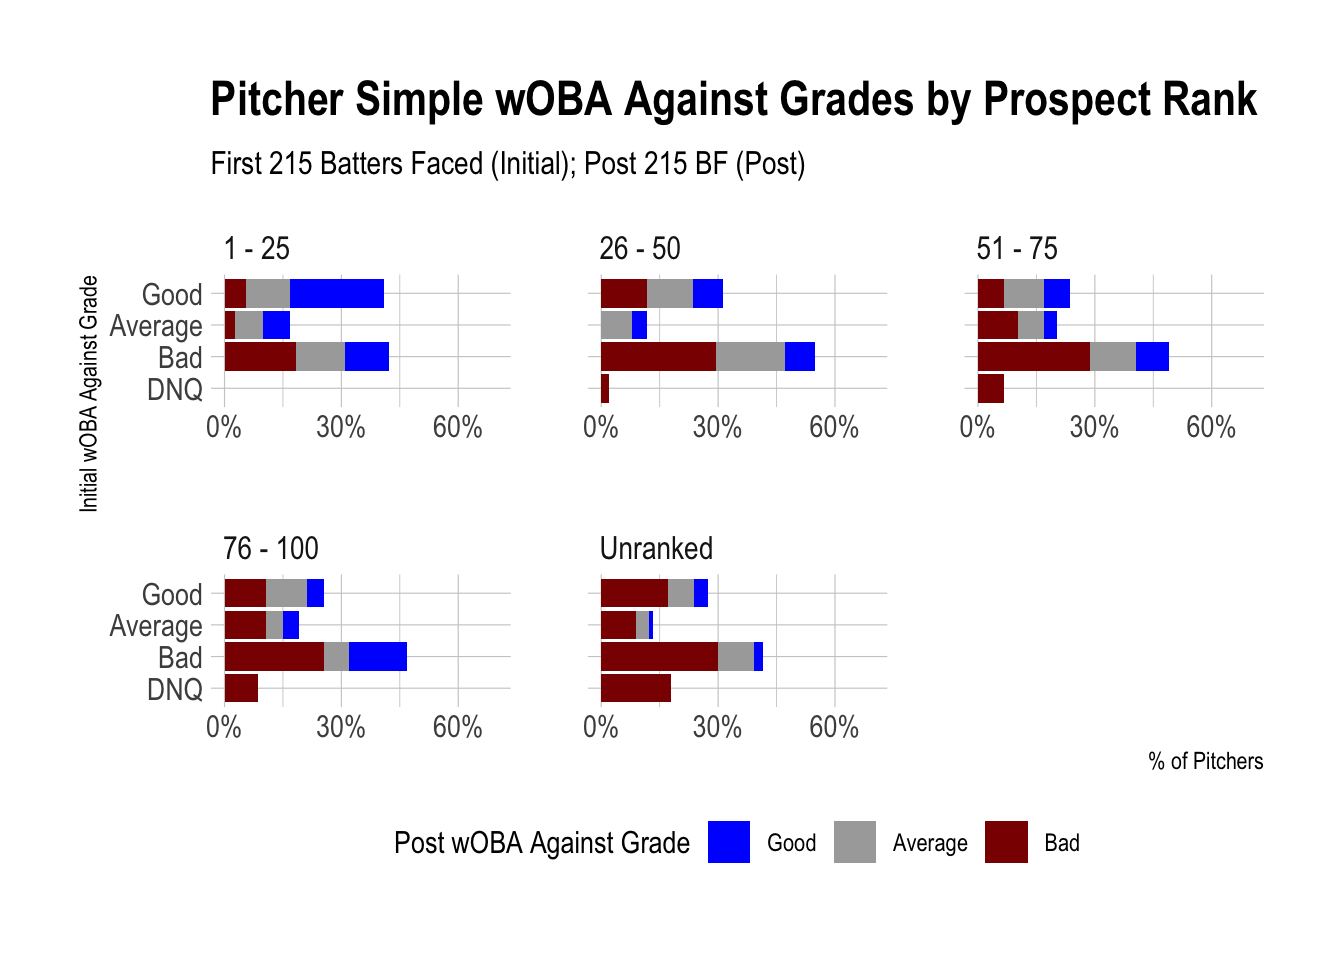 Pitcher Simple wOBA Against Grades by Prospect Rank
First 215 Batters Faced (Initial); Post 215 BF (Post)
Initial wOBA Against Grade
1 - 25
26 - 50
51 - 75
Good
Average
Bad
DNQ
0% 30% 60%
0% 30% 60%
0% 30% 60%
76 - 100
Unranked
Good
Average
Bad
DNQ
0% 30% 60%
0% 30% 60%
% of Pitchers
Post wOBA Against Grade Good Average Bad